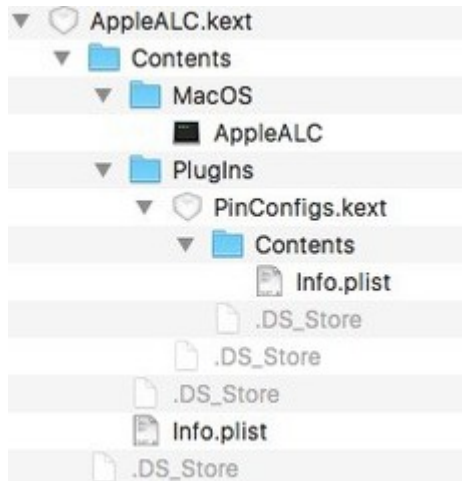 AppleALC.kext
Contents
MacOS
AppleALC
PlugIns
PinConfigs.kext
Contents
Info.plist
.DS_Store
.DS_Store
.DS_Store
Info.plist
.DS_Store